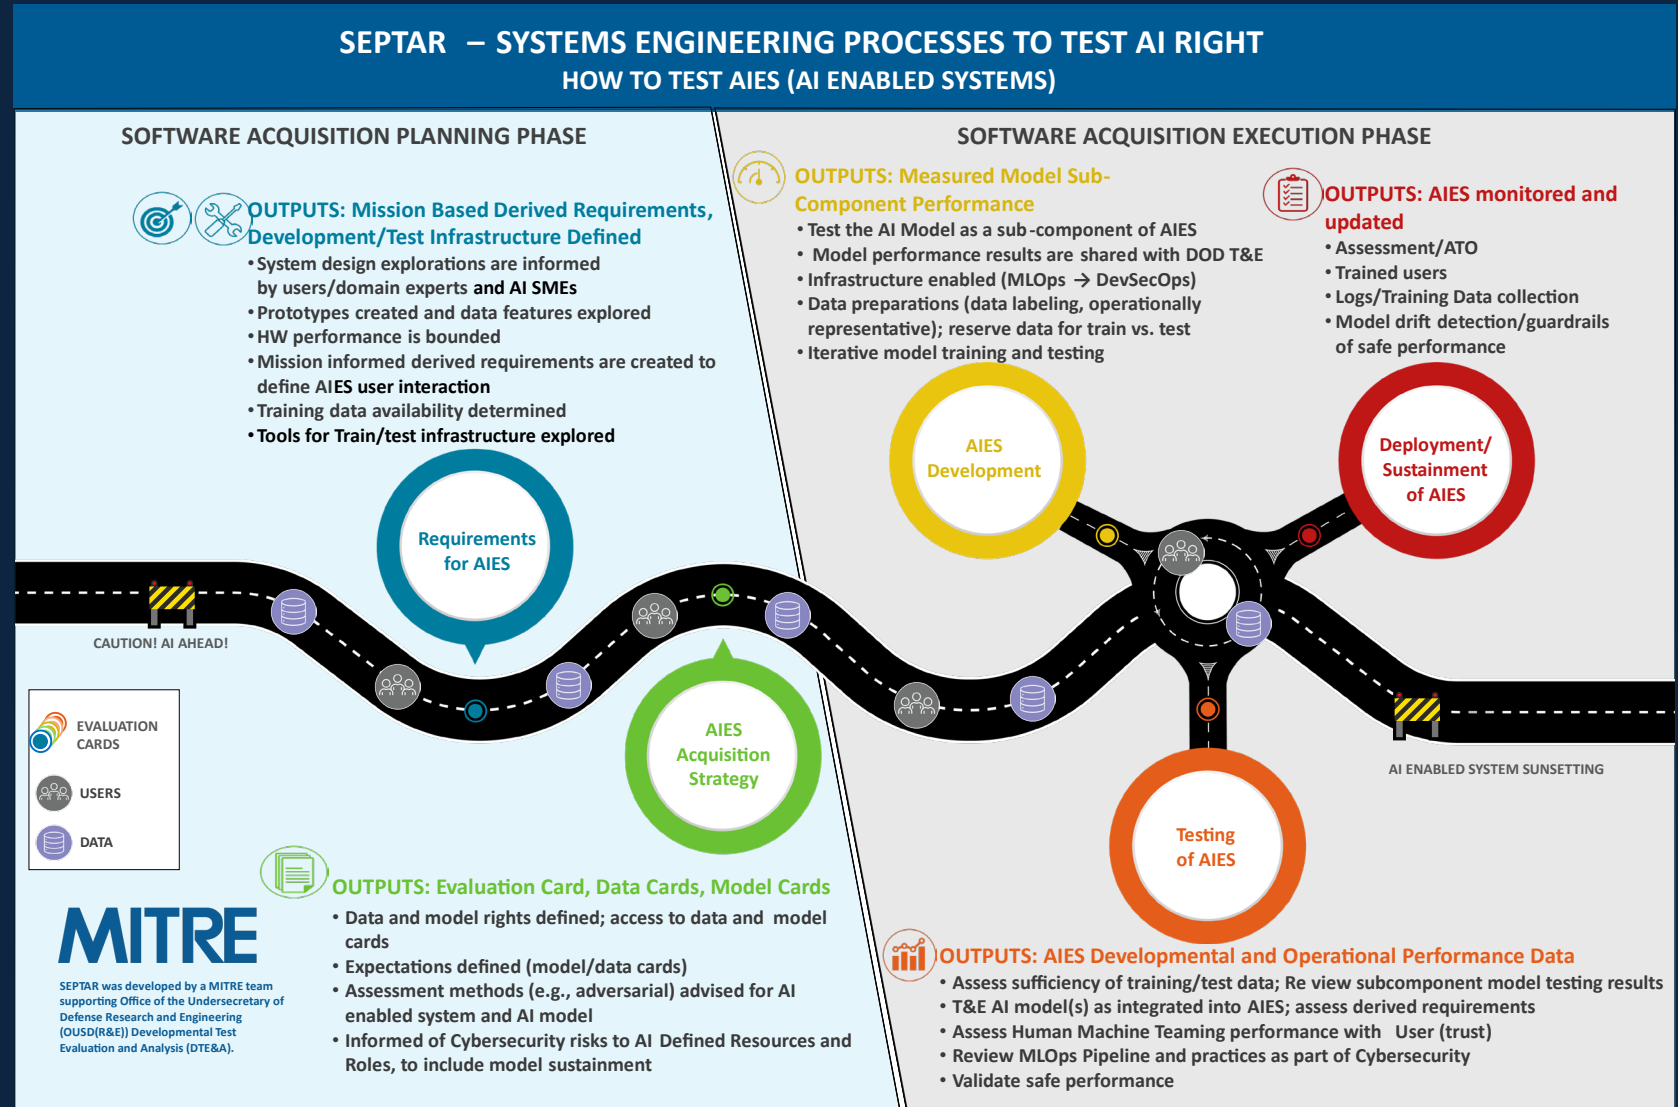 SEPTAR – SYSTEMS ENGINEERING PROCESSES TO TEST AI RIGHT
HOW TO TEST AIES (AI ENABLED SYSTEMS)
SOFTWARE ACQUISITION PLANNING PHASE
OUTPUTS: Mission Based Derived Requirements,
Development/Test Infrastructure Defined
• System design explorations are informed
by users/domain experts and AI SMEs
• Prototypes created and data features explored
• HW performance is bounded
• Mission informed derived requirements are created to
define AIES user interaction
• Training data availability determined
• Tools for Train/test infrastructure explored
Requirements
for AIES
CAUTION! AI AHEAD!
AIES
Acquisition
Strategy
EVALUATION
CARDS
USERS
DATA
OUTPUTS: Evaluation Card, Data Cards, Model Cards
• Data and model rights defined; access to data and model
cards
• Expectations defined (model/data cards)
• Assessment methods (e.g., adversarial) advised for AI
enabled system and AI model
• Informed of Cybersecurity risks to AI Defined Resources and
Roles, to include model sustainment
MITRE
SEPTAR was developed by a MITRE team
supporting Office of the Undersecretary of
Defense Research and Engineering
(OUSD(R&E)) Developmental Test
Evaluation and Analysis (DTE&A).
SOFTWARE ACQUISITION EXECUTION PHASE
OUTPUTS: Measured Model Sub-
Component Performance
• Test the AI Model as a sub-component of AIES
• Model performance results are shared with DOD T&E
• Infrastructure enabled (MLOps → DevSecOps)
• Data preparations (data labeling, operationally
representative); reserve data for train vs. test
• Iterative model training and testing
AIES
Development
OUTPUTS: AIES monitored and
updated
• Assessment/ATO
• Trained users
• Logs/Training Data collection
• Model drift detection/guardrails
of safe performance
Deployment/
Sustainment
of AIES
AI ENABLED SYSTEM SUNSETTING
Testing
of AIES
OUTPUTS: AIES Developmental and Operational Performance Data
• Assess sufficiency of training/test data; Re view subcomponent model testing results
• T&E AI model(s) as integrated into AIES; assess derived requirements
• Assess Human Machine Teaming performance with User (trust)
• Review MLOps Pipeline and practices as part of Cybersecurity
• Validate safe performance